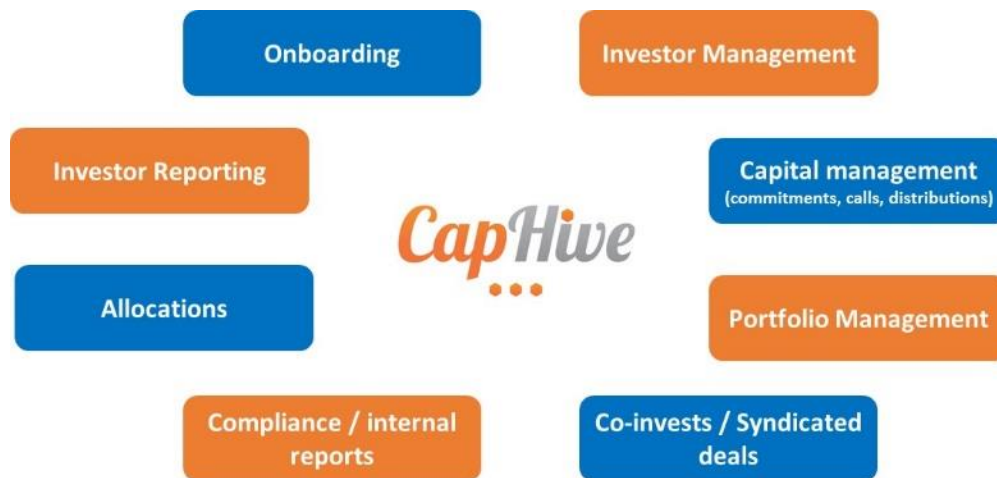 Onboarding
Investor Management
Investor Reporting
Capital management
(commitments, calls, distributions)
CapHive
Allocations
Portfolio Management
Compliance / internal
reports
Co-invests / Syndicated
deals